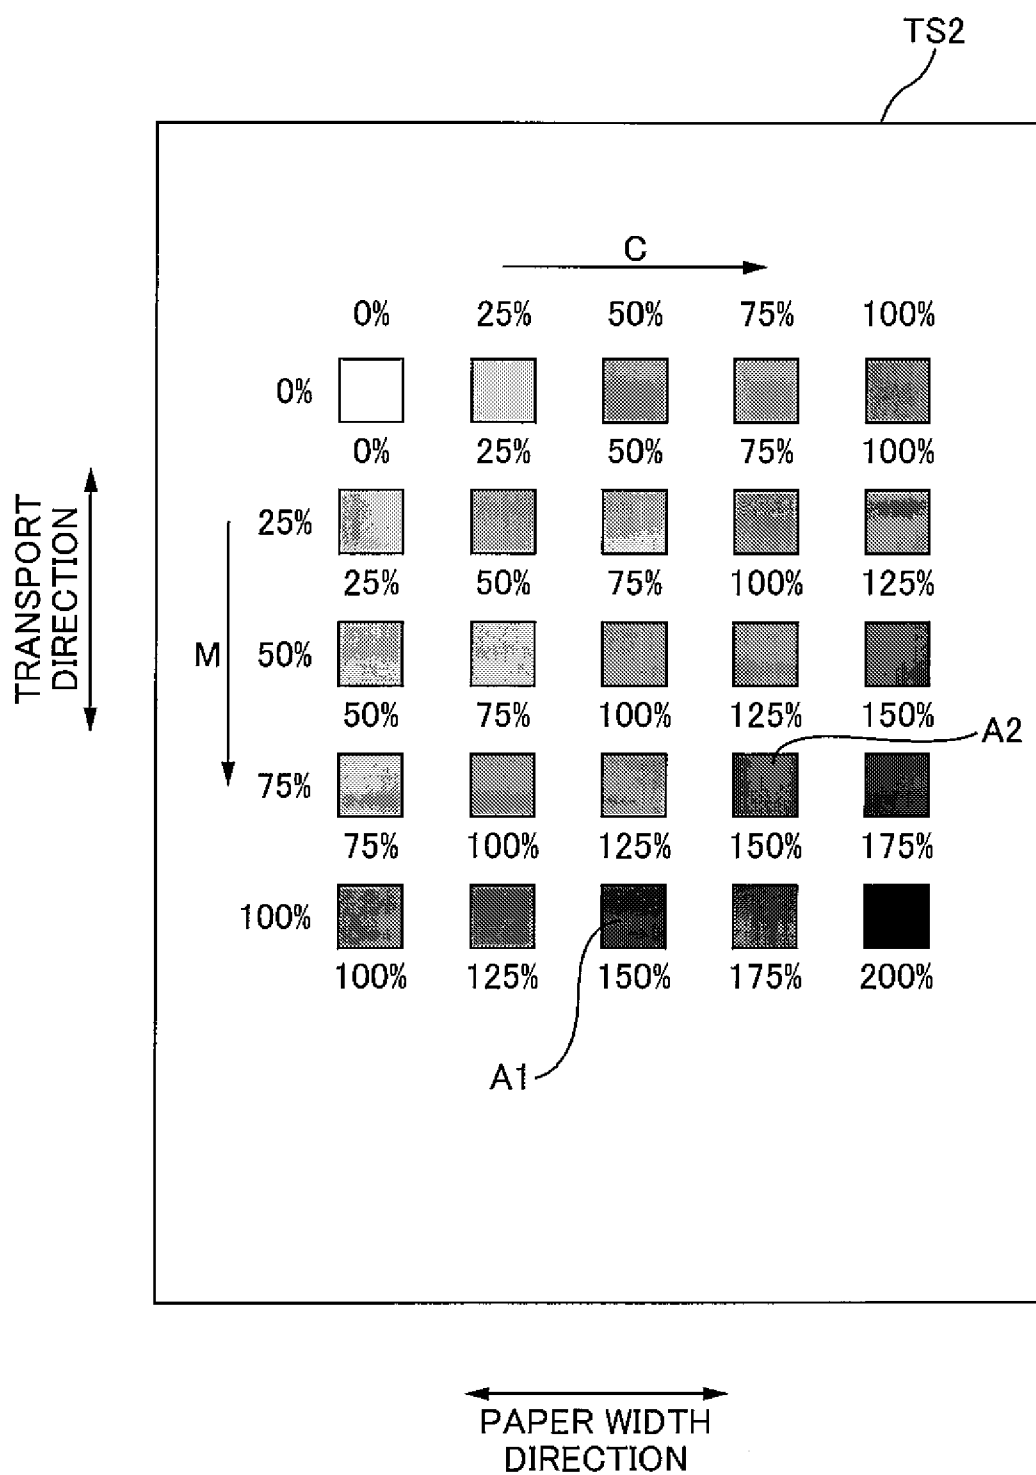 TS2
C
0% 25% 50% 75% 100%
0%
0% 25% 50% 75% 100%
25%
25% 50% 75% 100% 125%
M 50%
50% 75% 100% 125% 150%
A2
75%
75% 100% 125% 150% 175%
100%
100% 125% 150% 175% 200%
A1
TRANSPORT
DIRECTION
PAPER WIDTH
DIRECTION